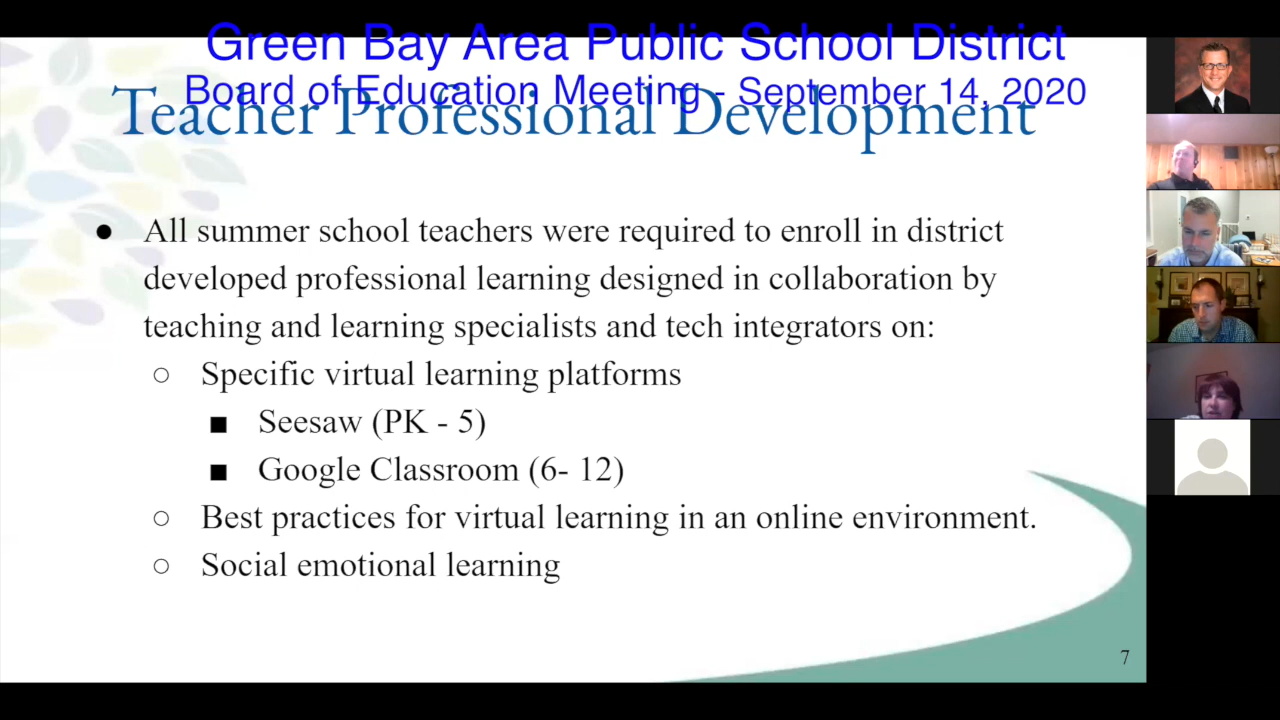 Green Bay Area Public School District
Board of Education Meeting - September 14, 2020
Teacher Professional Development
● All summer school teachers were required to enroll in district
developed professional learning designed in collaboration by
teaching and learning specialists and tech integrators on:
○ Specific virtual learning platforms
■ Seesaw (PK - 5)
■ Google Classroom (6- 12)
○ Best practices for virtual learning in an online environment.
○ Social emotional learning
7